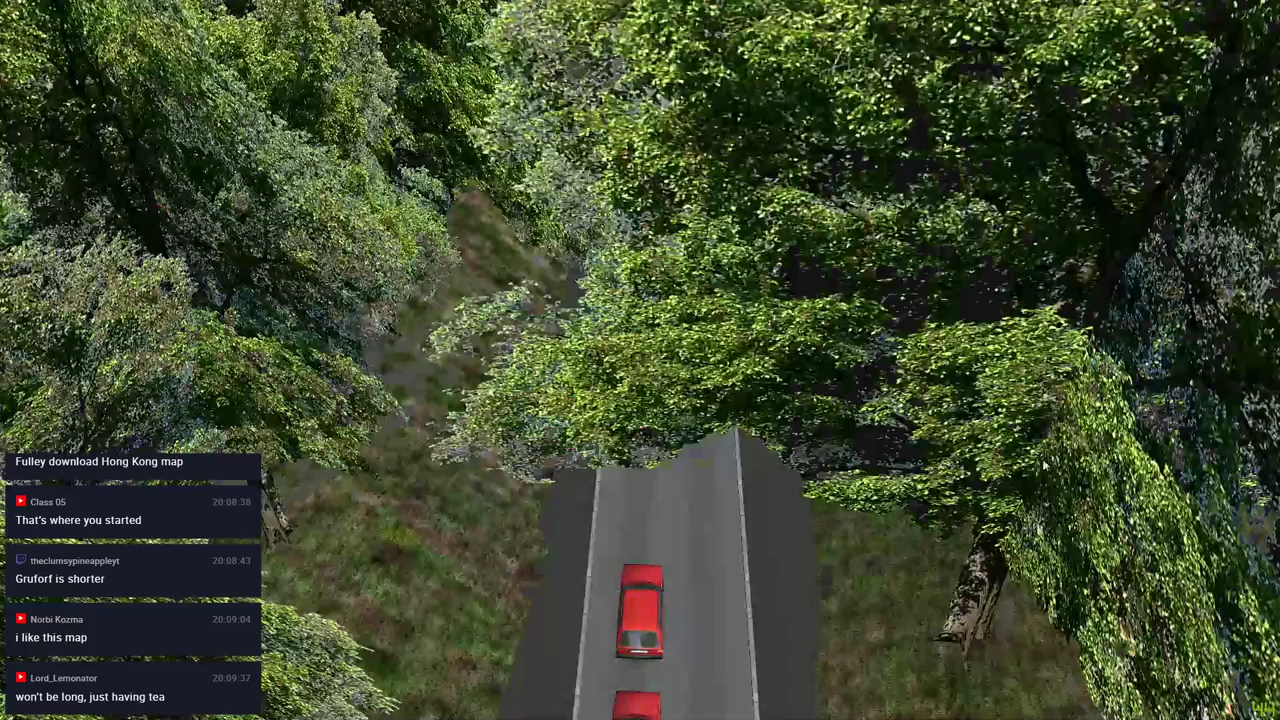 Fulley download Hong Kong map
Class 05 20:08:38
That's where you started
theclumsypineappleyt 20:08:43
Gruforf is shorter
Norbi Kozma 20:09:04
i like this map
Lord_Lemonator 20:09:37
won't be long, just having tea